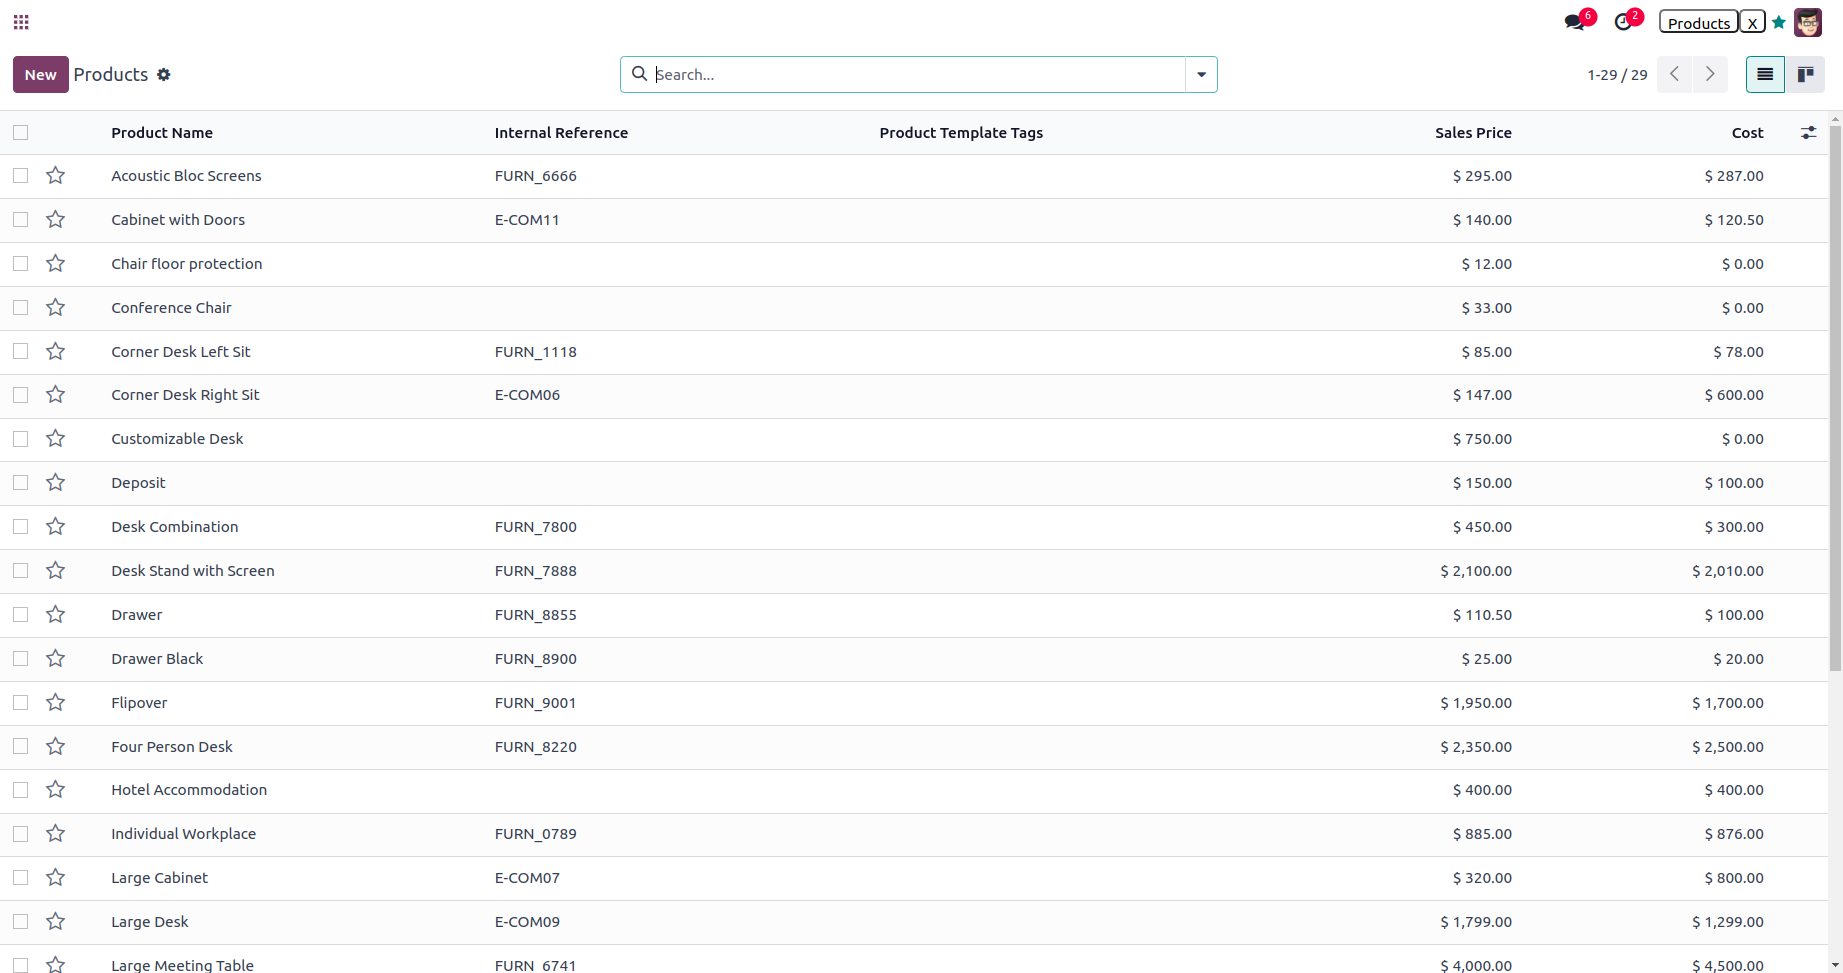 6 2 Products X
New Products Search... 1-29 / 29
Product Name Internal Reference Product Template Tags Sales Price Cost
Acoustic Bloc Screens FURN_6666 $ 295.00 $ 287.00
Cabinet with Doors E-COM11 $ 140.00 $ 120.50
Chair floor protection $ 12.00 $ 0.00
Conference Chair $ 33.00 $ 0.00
Corner Desk Left Sit FURN_1118 $ 85.00 $ 78.00
Corner Desk Right Sit E-COM06 $ 147.00 $ 600.00
Customizable Desk $ 750.00 $ 0.00
Deposit $ 150.00 $ 100.00
Desk Combination FURN_7800 $ 450.00 $ 300.00
Desk Stand with Screen FURN_7888 $ 2,100.00 $ 2,010.00
Drawer FURN_8855 $ 110.50 $ 100.00
Drawer Black FURN_8900 $ 25.00 $ 20.00
Flipover FURN_9001 $ 1,950.00 $ 1,700.00
Four Person Desk FURN_8220 $ 2,350.00 $ 2,500.00
Hotel Accommodation $ 400.00 $ 400.00
Individual Workplace FURN_0789 $ 885.00 $ 876.00
Large Cabinet E-COM07 $ 320.00 $ 800.00
Large Desk E-COM09 $ 1,799.00 $ 1,299.00
Large Meeting Table FURN_6741 $ 4,000.00 $ 4,500.00